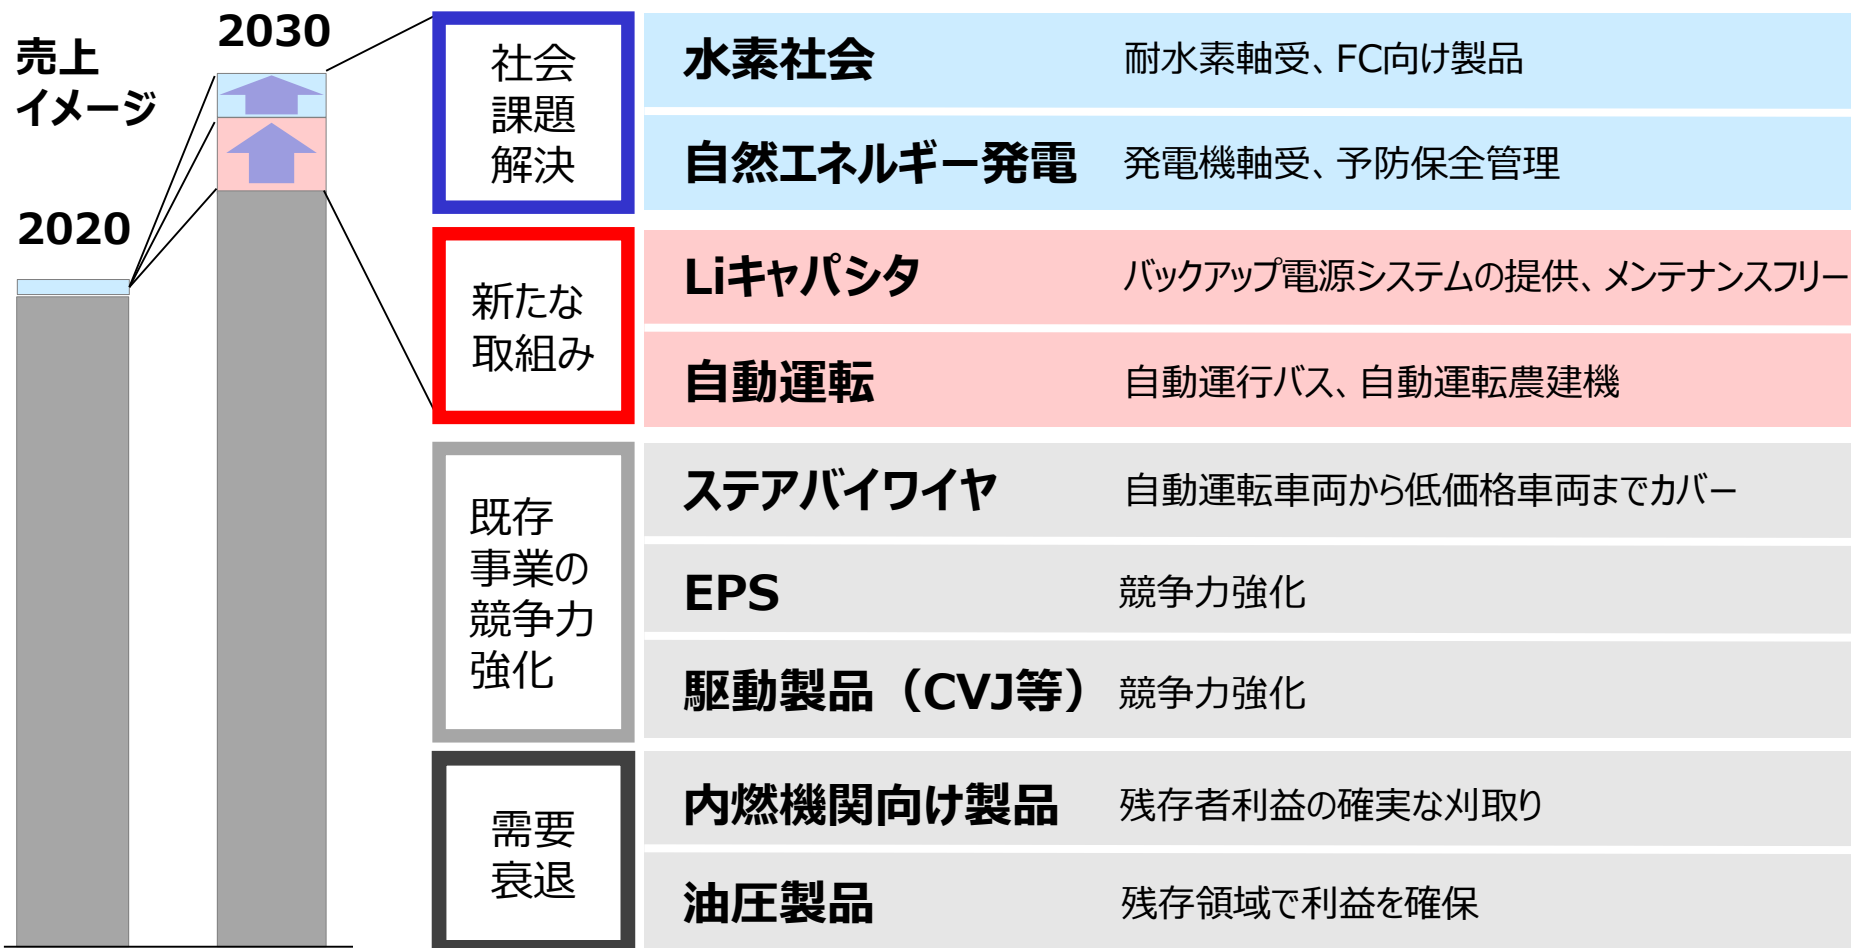 売上
イメージ
2030
2020
社会
課題
解決
水素社会 耐水素軸受、FC向け製品
自然エネルギー発電 発電機軸受、予防保全管理
新たな
取組み
Liキャパシタ バックアップ電源システムの提供、メンテナンスフリー
自動運転 自動運行バス、自動運転農建機
既存
事業の
競争力
強化
ステアバイワイヤ 自動運転車両から低価格車両までカバー
EPS 競争力強化
駆動製品（CVJ等） 競争力強化
需要
衰退
内燃機関向け製品 残存者利益の確実な刈取り
油圧製品 残存領域で利益を確保